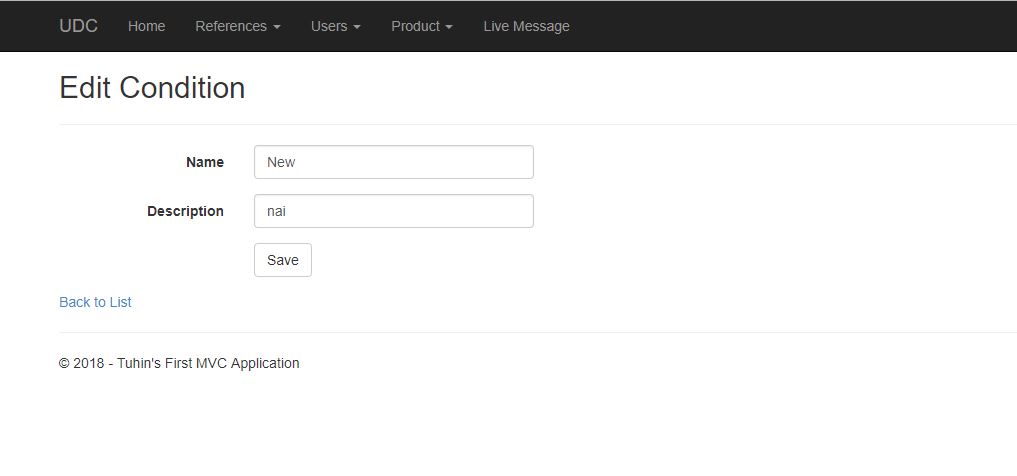 UDC Home References Users Product Live Message
Edit Condition
Name New
Description nai
Save
Back to List
© 2018 - Tuhin's First MVC Application